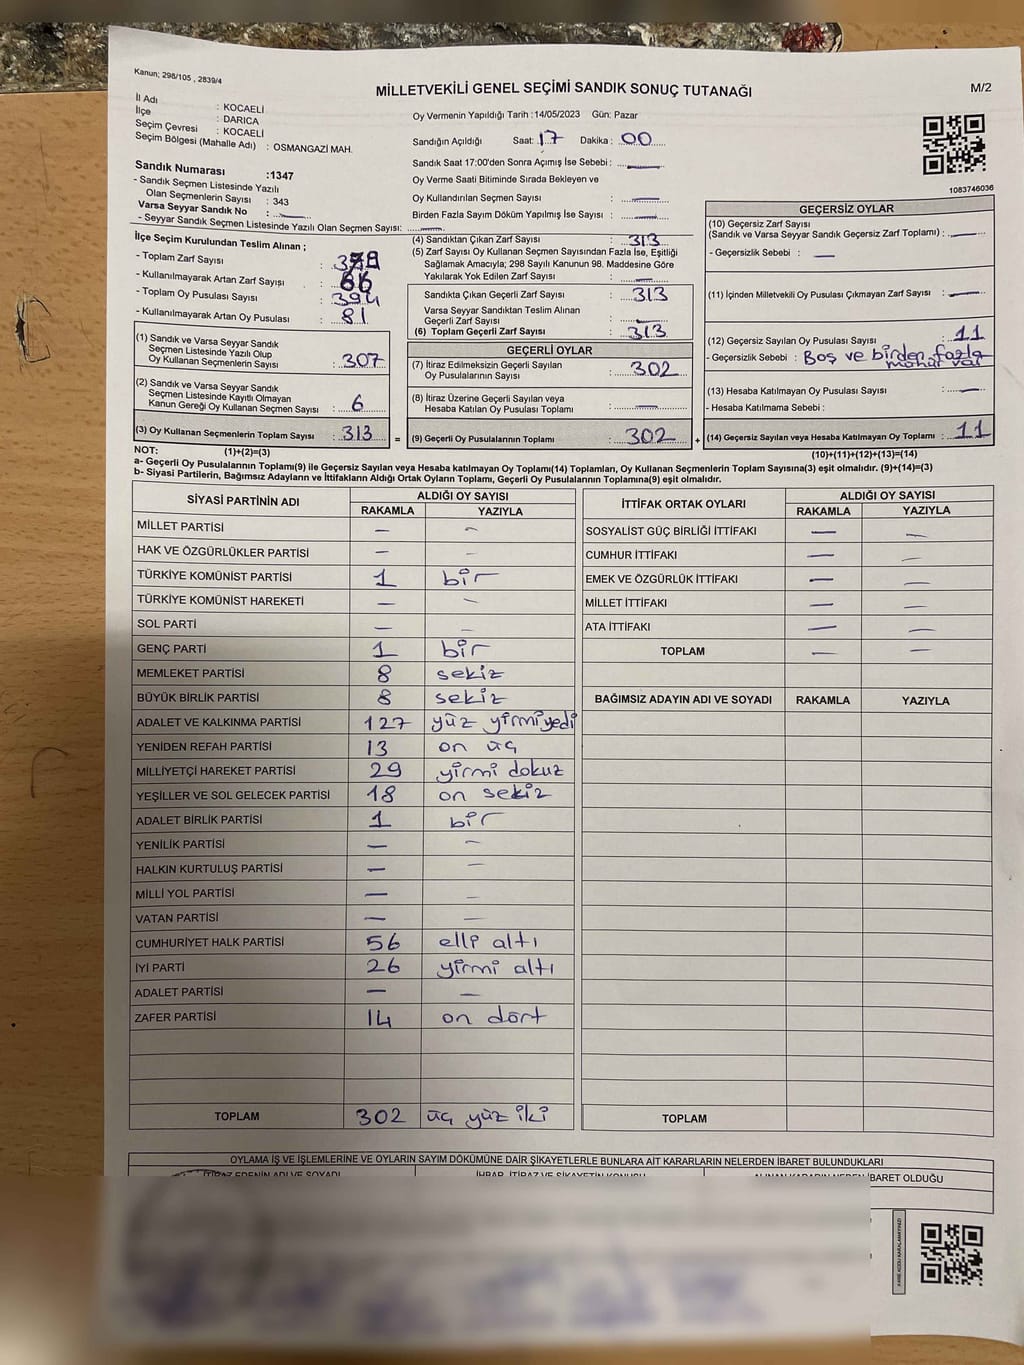 Kanun; 298/105 , 2839/4
MİLLETVEKİLİ GENEL SEÇİMİ SANDIK SONUÇ TUTANAĞI
M/2
İl Adı : KOCAELİ
İlçe : DARICA
Seçim Çevresi : KOCAELİ
Seçim Bölgesi (Mahalle Adı) : OSMANGAZİ MAH.
Sandık Numarası :1347
- Sandık Seçmen Listesinde Yazılı
Olan Seçmenlerin Sayısı : 343
Varsa Seyyar Sandık No : —
- Seyyar Sandık Seçmen Listesinde Yazılı Olan Seçmen Sayısı: —
İlçe Seçim Kurulundan Teslim Alınan ;
- Toplam Zarf Sayısı :
- Kullanılmayarak Artan Zarf Sayısı : 66
- Toplam Oy Pusulası Sayısı : 394
- Kullanılmayarak Artan Oy Pusulası : 81
(1) Sandık ve Varsa Seyyar Sandık
Seçmen Listesinde Yazılı Olup
Oy Kullanan Seçmenlerin Sayısı : 307
(2) Sandık ve Varsa Seyyar Sandık
Seçmen Listesinde Kayıtlı Olmayan
Kanun Gereği Oy Kullanan Seçmen Sayısı : 6
(3) Oy Kullanan Seçmenlerin Toplam Sayısı : 313 =
Oy Vermenin Yapıldığı Tarih :14/05/2023 Gün: Pazar
Sandığın Açıldığı Saat: 17 Dakika : 00
Sandık Saat 17:00'den Sonra Açımış İse Sebebi : —
Oy Verme Saati Bitiminde Sırada Bekleyen ve
Oy Kullandırılan Seçmen Sayısı : —
Birden Fazla Sayım Döküm Yapılmış İse Sayısı : —
(4) Sandıktan Çıkan Zarf Sayısı : 313
(5) Zarf Sayısı Oy Kullanan Seçmen Sayısından Fazla İse, Eşitliği
Sağlamak Amacıyla; 298 Sayılı Kanunun 98. Maddesine Göre
Yakılarak Yok Edilen Zarf Sayısı : —
Sandıkta Çıkan Geçerli Zarf Sayısı : 313
Varsa Seyyar Sandıktan Teslim Alınan
Geçerli Zarf Sayısı : —
(6) Toplam Geçerli Zarf Sayısı : 313
GEÇERLİ OYLAR
(7) İtiraz Edilmeksizin Geçerli Sayılan
Oy Pusulalarının Sayısı : 302
(8) İtiraz Üzerine Geçerli Sayılan veya
Hesaba Katılan Oy Pusulası Toplamı : —
(9) Geçerli Oy Pusulalarının Toplamı : 302 +
1083746036
GEÇERSİZ OYLAR
(10) Geçersiz Zarf Sayısı
(Sandık ve Varsa Seyyar Sandık Geçersiz Zarf Toplamı) : —
- Geçersizlik Sebebi : —
(11) İçinden Milletvekili Oy Pusulası Çıkmayan Zarf Sayısı : —
(12) Geçersiz Sayılan Oy Pusulası Sayısı : 11
- Geçersizlik Sebebi : Boş ve birden fazla
mühür var
(13) Hesaba Katılmayan Oy Pusulası Sayısı : —
- Hesaba Katılmama Sebebi :
(14) Geçersiz Sayılan veya Hesaba Katılmayan Oy Toplamı : 11
NOT: (1)+(2)=(3) (10)+(11)+(12)+(13)=(14)
a- Geçerli Oy Pusulalarının Toplamı(9) ile Geçersiz Sayılan veya Hesaba katılmayan Oy Toplamı(14) Toplamları, Oy Kullanan Seçmenlerin Toplam Sayısına(3) eşit olmalıdır. (9)+(14)=(3)
b- Siyasi Partilerin, Bağımsız Adayların ve İttifakların Aldığı Ortak Oyların Toplamı, Geçerli Oy Pusulalarının Toplamına(9) eşit olmalıdır.
SİYASİ PARTİNİN ADI ALDIĞI OY SAYISI
RAKAMLA YAZIYLA
MİLLET PARTİSİ — —
HAK VE ÖZGÜRLÜKLER PARTİSİ — —
TÜRKİYE KOMÜNİST PARTİSİ 1 bir
TÜRKİYE KOMÜNİST HAREKETİ — —
SOL PARTİ — —
GENÇ PARTİ 1 bir
MEMLEKET PARTİSİ 8 sekiz
BÜYÜK BİRLİK PARTİSİ 8 sekiz
ADALET VE KALKINMA PARTİSİ 127 yüz yirmi yedi
YENİDEN REFAH PARTİSİ 13 on üç
MİLLİYETÇİ HAREKET PARTİSİ 29 yirmi dokuz
YEŞİLLER VE SOL GELECEK PARTİSİ 18 on sekiz
ADALET BİRLİK PARTİSİ 1 bir
YENİLİK PARTİSİ — —
HALKIN KURTULUŞ PARTİSİ — —
MİLLİ YOL PARTİSİ — —
VATAN PARTİSİ — —
CUMHURİYET HALK PARTİSİ 56 elli altı
İYİ PARTİ 26 yirmi altı
ADALET PARTİSİ — —
ZAFER PARTİSİ 14 on dört
TOPLAM 302 üç yüz iki
İTTİFAK ORTAK OYLARI ALDIĞI OY SAYISI
RAKAMLA YAZIYLA
SOSYALİST GÜÇ BİRLİĞİ İTTİFAKI — —
CUMHUR İTTİFAKI — —
EMEK VE ÖZGÜRLÜK İTTİFAKI — —
MİLLET İTTİFAKI — —
ATA İTTİFAKI — —
TOPLAM — —
BAĞIMSIZ ADAYIN ADI VE SOYADI RAKAMLA YAZIYLA
TOPLAM
OYLAMA İŞ VE İŞLEMLERİNE VE OYLARIN SAYIM DÖKÜMÜNE DAİR ŞİKAYETLERLE BUNLARA AİT KARARLARIN NELERDEN İBARET BULUNDUKLARI
İTİRAZ EDENİN ADI VE SOYADI İHBAR, İTİRAZ VE ŞİKAYETİN KONUSU ALINAN KARARIN NEDEN İBARET OLDUĞU